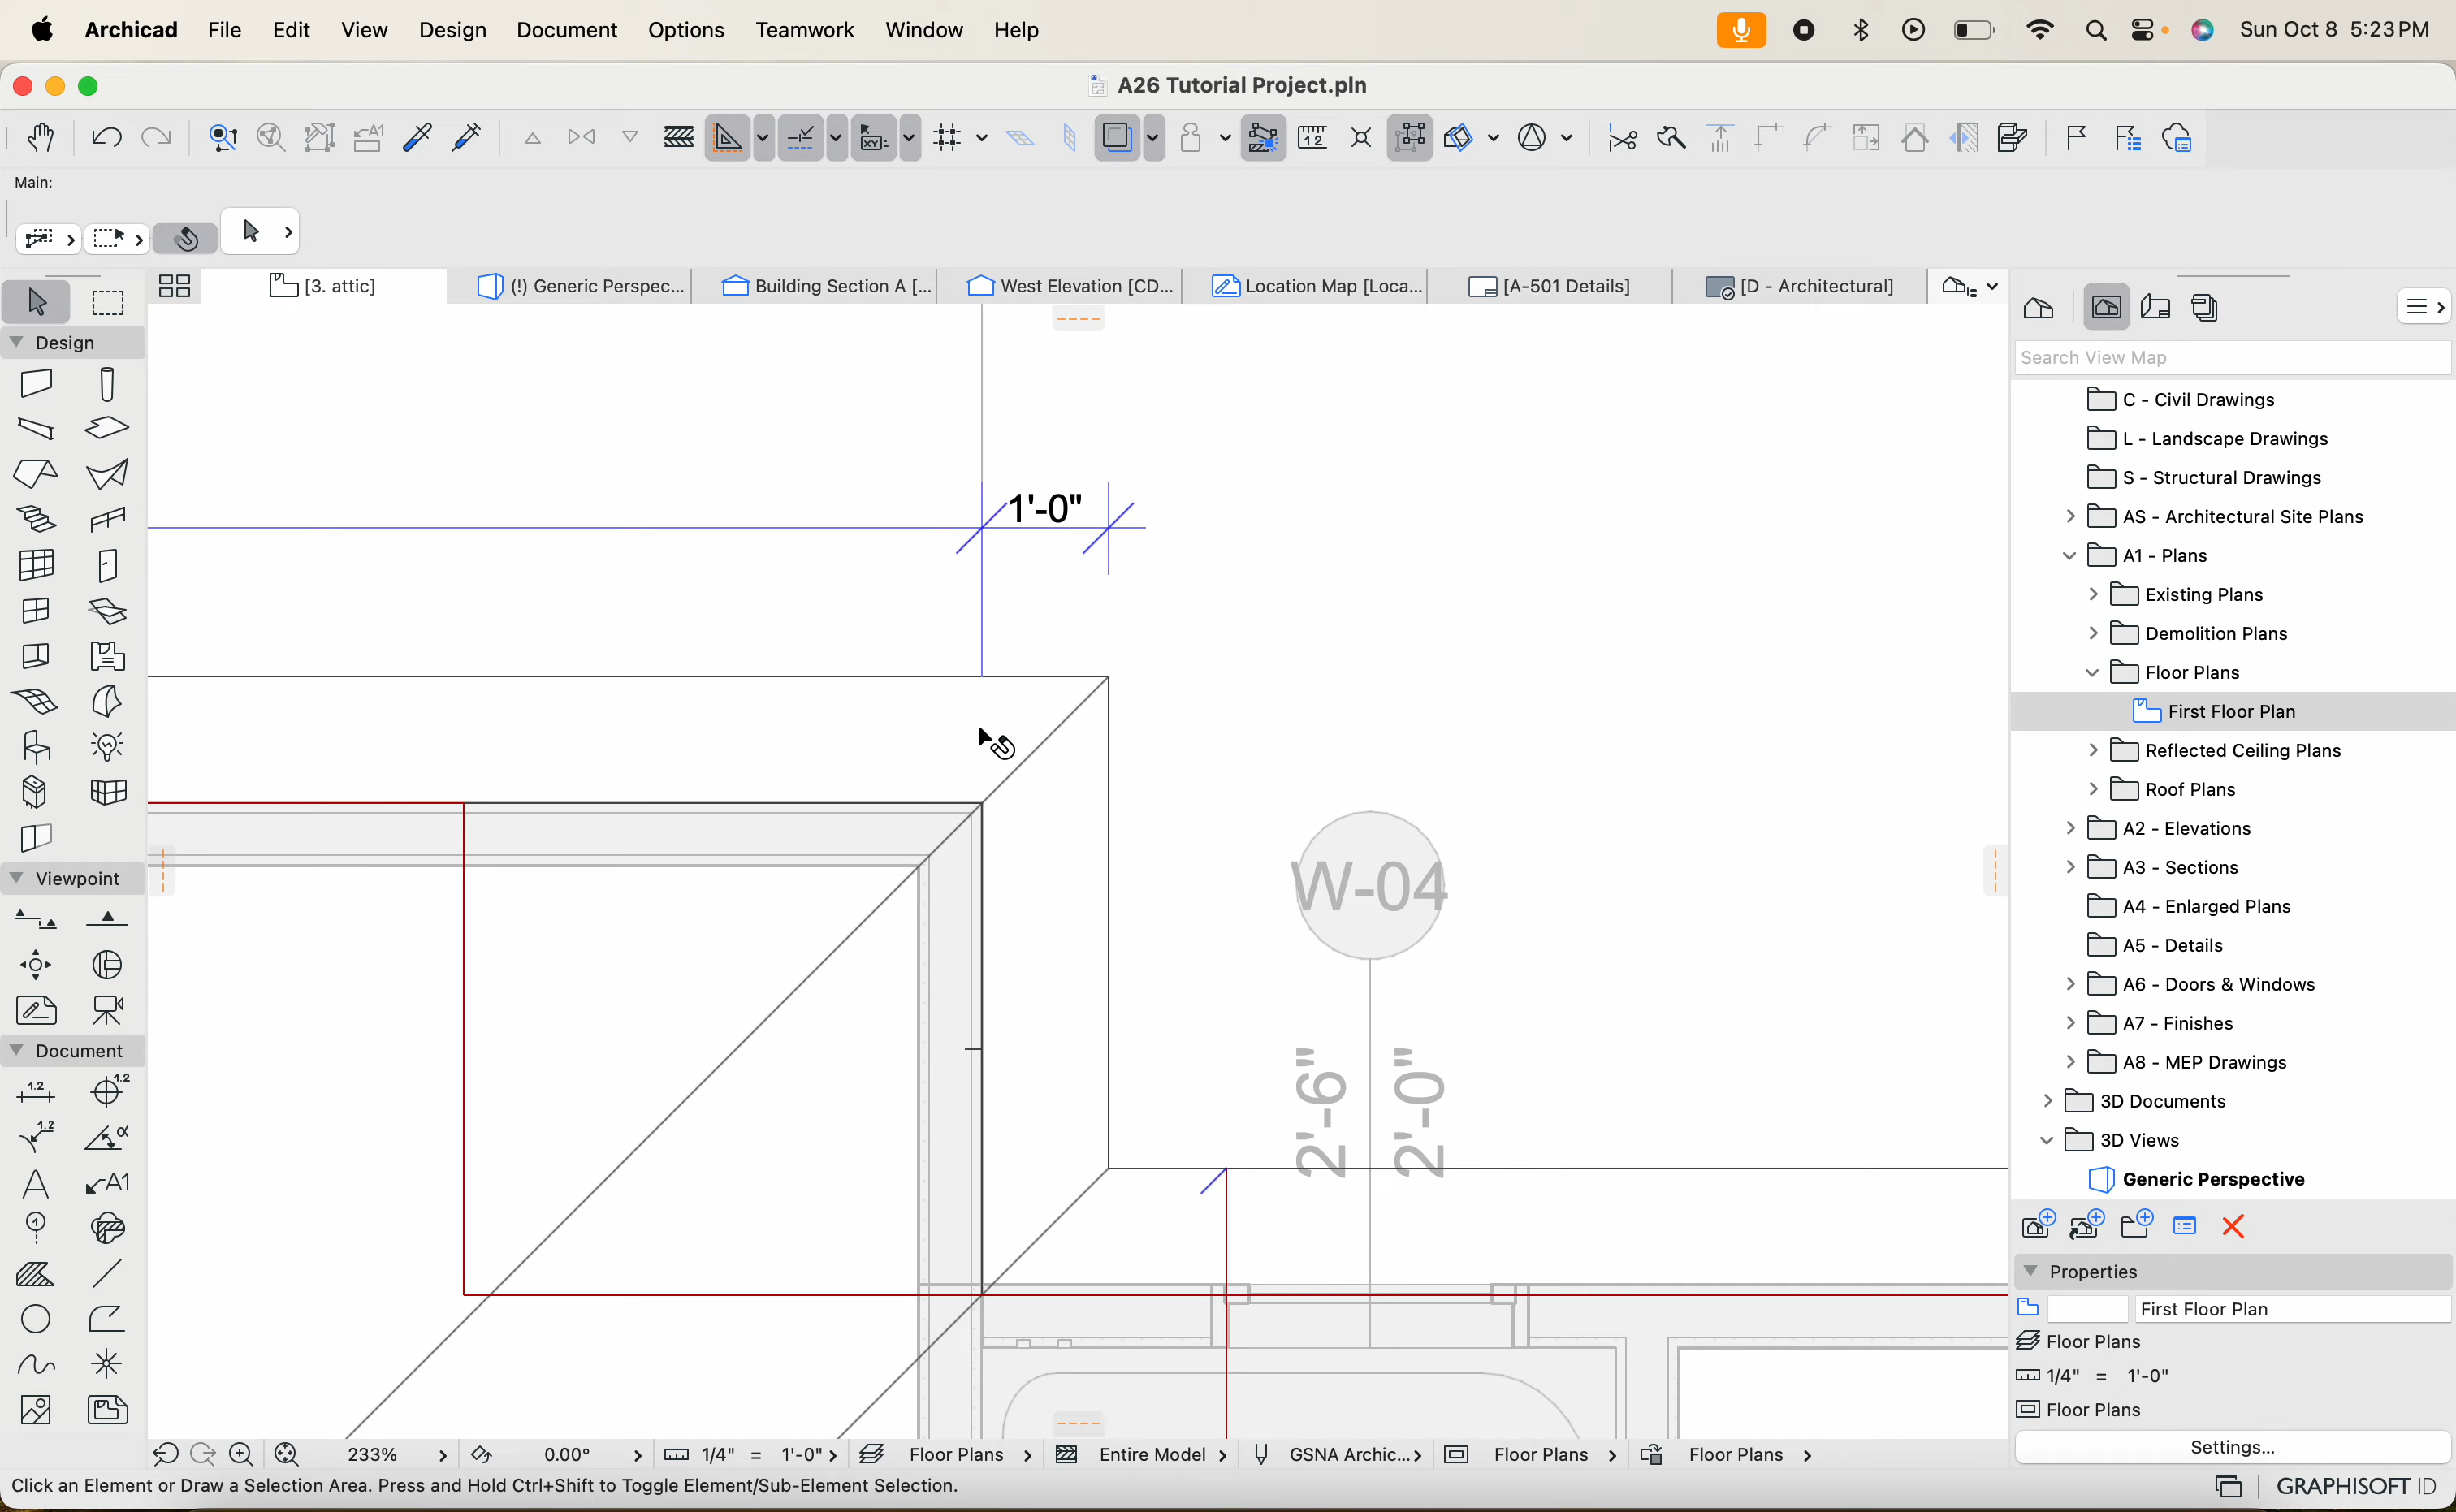 Archicad File Edit View Design Document Options Teamwork Window Help Sun Oct 8 5:23 PM
A26 Tutorial Project.pln
Main:
[3. attic] (!) Generic Perspec... Building Section A [... West Elevation [CD... Location Map [Loca... [A-501 Details] [D - Architectural]
Design
Viewpoint
Document
1'-0"
W-04
2'-6"
2'-0"
Search View Map
C - Civil Drawings
L - Landscape Drawings
S - Structural Drawings
AS - Architectural Site Plans
A1 - Plans
Existing Plans
Demolition Plans
Floor Plans
First Floor Plan
Reflected Ceiling Plans
Roof Plans
A2 - Elevations
A3 - Sections
A4 - Enlarged Plans
A5 - Details
A6 - Doors & Windows
A7 - Finishes
A8 - MEP Drawings
3D Documents
3D Views
Generic Perspective
Properties
First Floor Plan
Floor Plans
1/4" = 1'-0"
Floor Plans
Settings...
233% 0.00° 1/4" = 1'-0" Floor Plans Entire Model GSNA Archic... Floor Plans Floor Plans
Click an Element or Draw a Selection Area. Press and Hold Ctrl+Shift to Toggle Element/Sub-Element Selection.
GRAPHISOFT ID